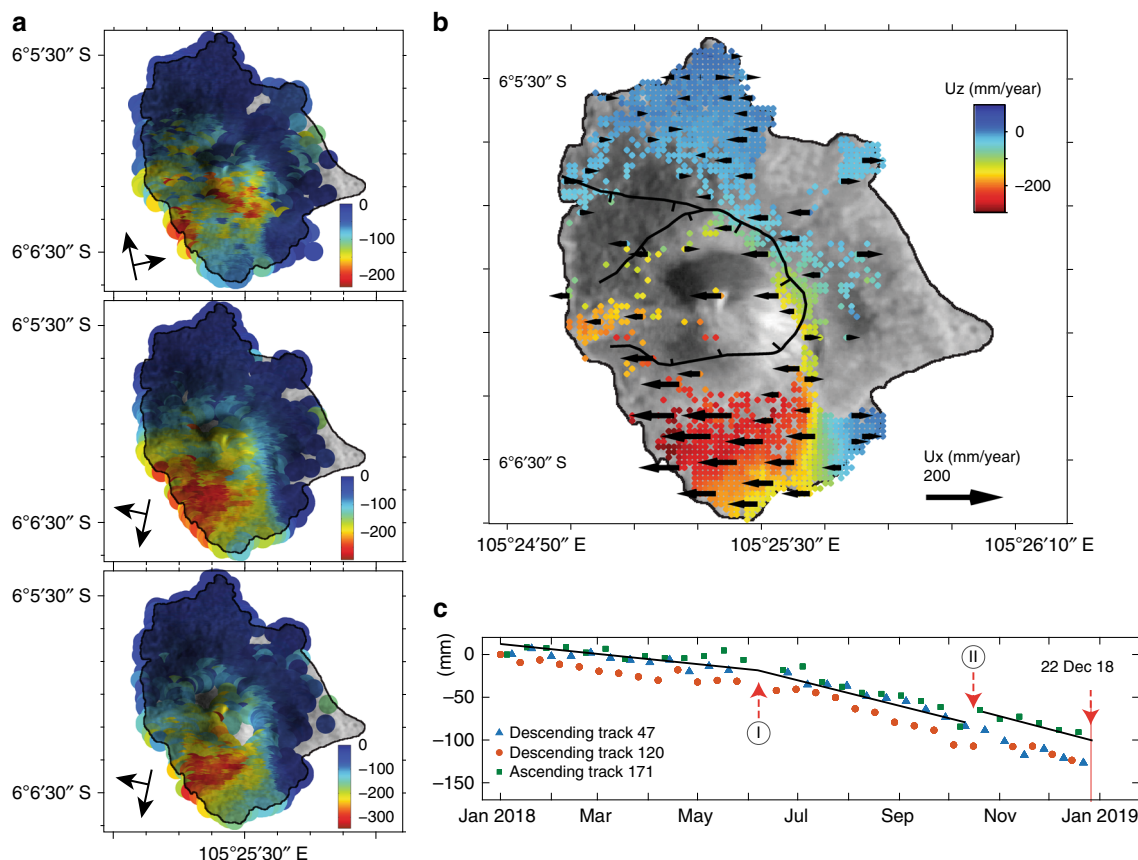 a
6°5′30″ S
6°6′30″ S
0
−100
−200
6°5′30″ S
6°6′30″ S
0
−100
−200
6°5′30″ S
6°6′30″ S
0
−100
−200
−300
105°25′30″ E
b
6°5′30″ S
6°6′30″ S
Uz (mm/year)
0
−200
Ux (mm/year)
200
105°24′50″ E
105°25′30″ E
105°26′10″ E
c
(mm)
0
−50
−100
−150
I
II
22 Dec 18
Descending track 47
Descending track 120
Ascending track 171
Jan 2018
Mar
May
Jul
Sep
Nov
Jan 2019